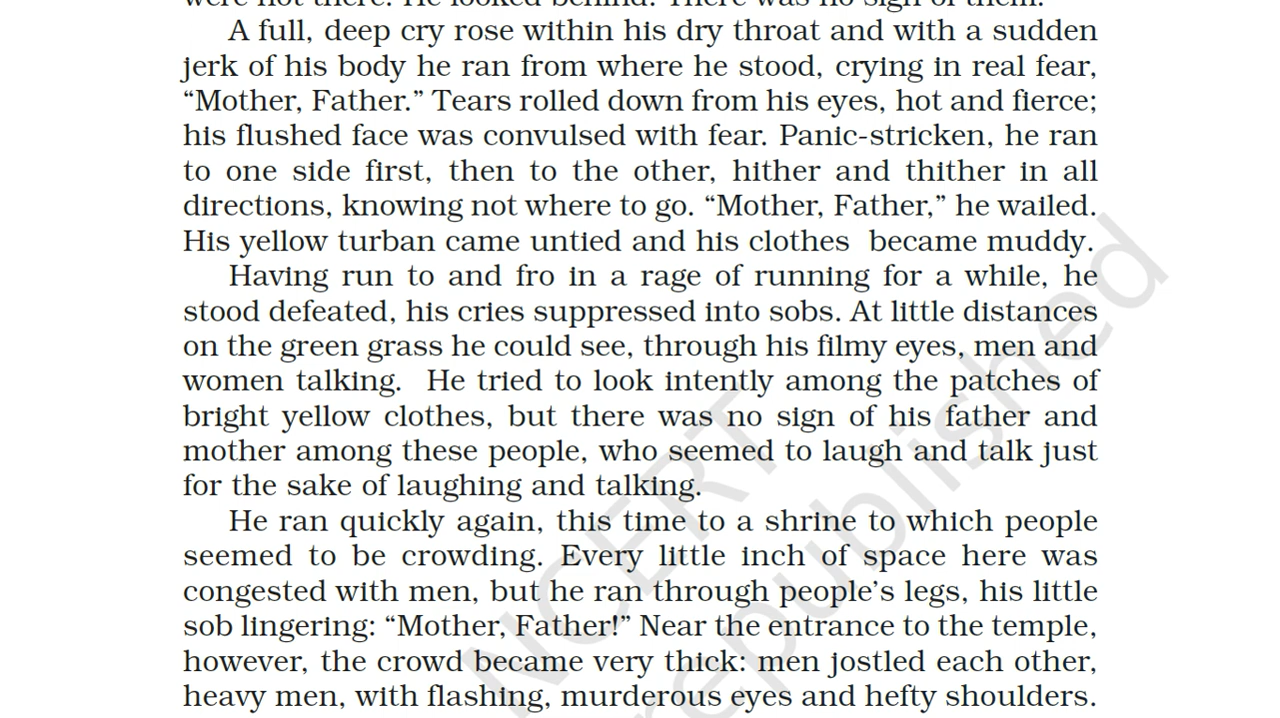 were not there. He looked behind. There was no sign of them.
A full, deep cry rose within his dry throat and with a sudden
jerk of his body he ran from where he stood, crying in real fear,
“Mother, Father.” Tears rolled down from his eyes, hot and fierce;
his flushed face was convulsed with fear. Panic-stricken, he ran
to one side first, then to the other, hither and thither in all
directions, knowing not where to go. “Mother, Father,” he wailed.
His yellow turban came untied and his clothes became muddy.
Having run to and fro in a rage of running for a while, he
stood defeated, his cries suppressed into sobs. At little distances
on the green grass he could see, through his filmy eyes, men and
women talking. He tried to look intently among the patches of
bright yellow clothes, but there was no sign of his father and
mother among these people, who seemed to laugh and talk just
for the sake of laughing and talking.
He ran quickly again, this time to a shrine to which people
seemed to be crowding. Every little inch of space here was
congested with men, but he ran through people’s legs, his little
sob lingering: “Mother, Father!” Near the entrance to the temple,
however, the crowd became very thick: men jostled each other,
heavy men, with flashing, murderous eyes and hefty shoulders.
NCERT
republished